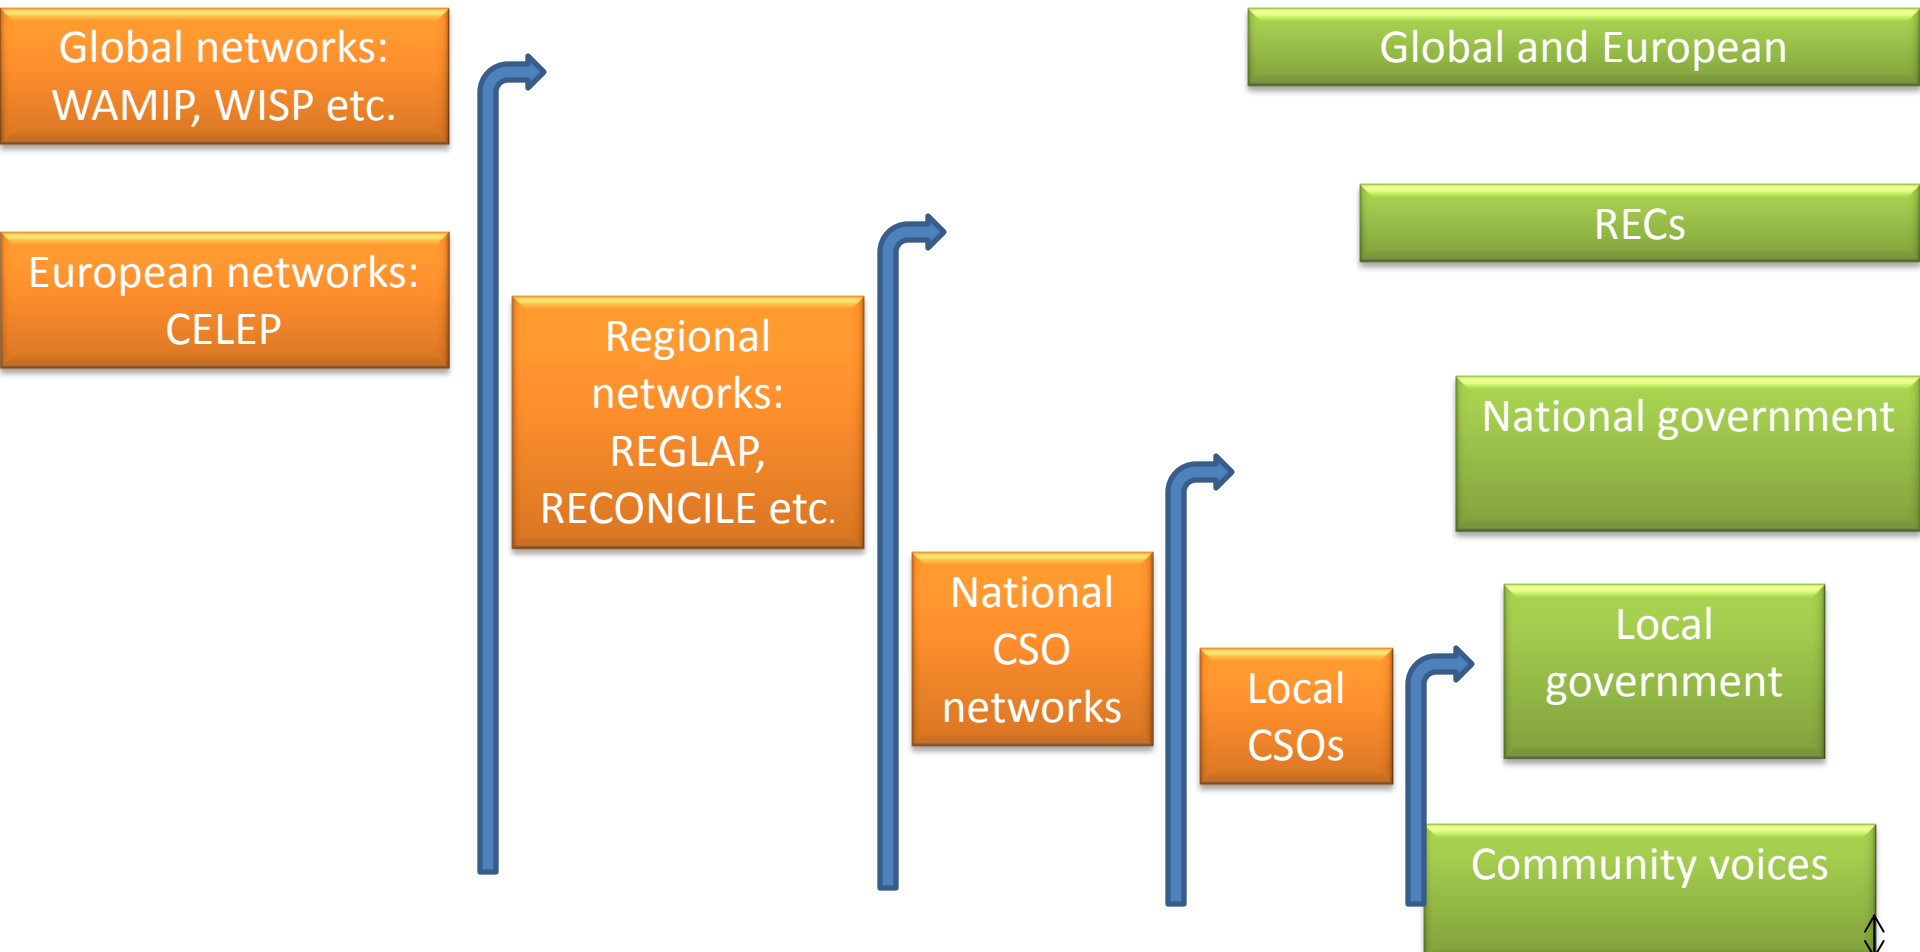 Global networks:
WAMIP, WISP etc.
Global and European
RECs
European networks:
CELEP
Regional
networks:
REGLAP,
RECONCILE etc.
National government
National
CSO
networks
Local
government
Local
CSOs
Community voices